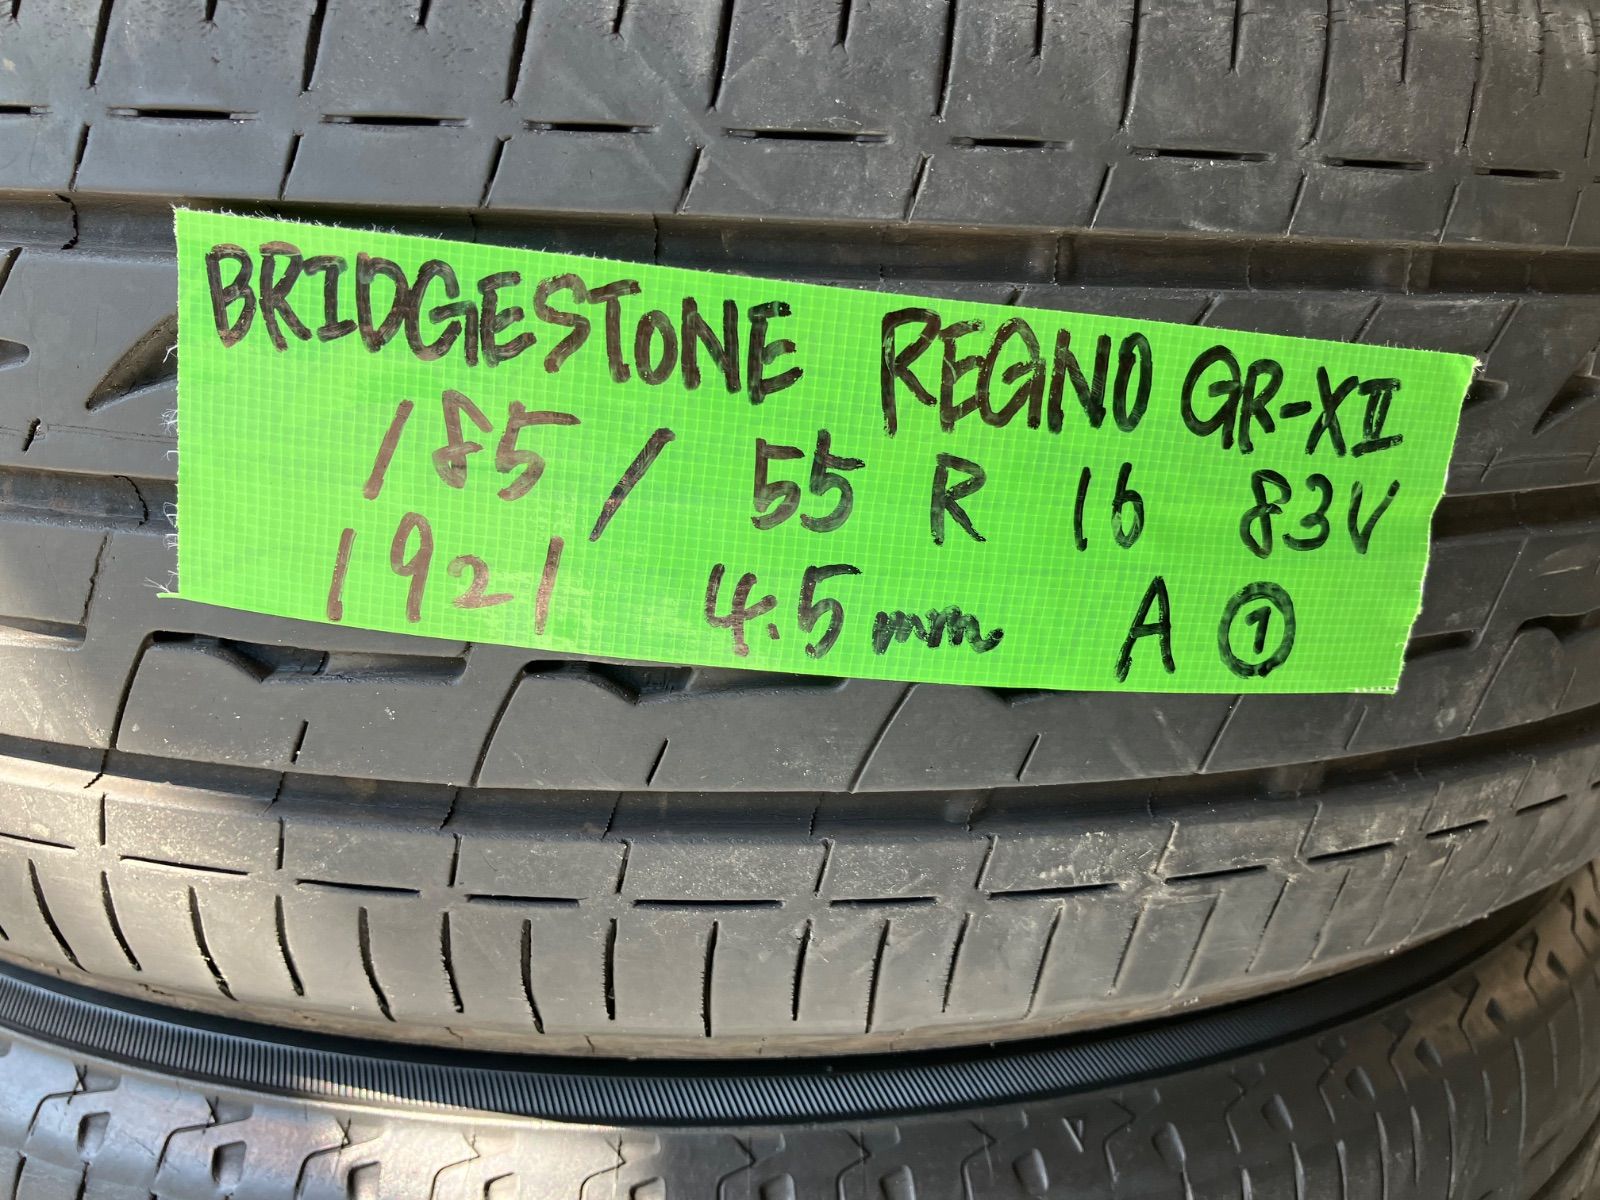 BRIDGESTONE REGNO GR-XII
185 / 55 R 16 83V
1921 4.5mm A ①